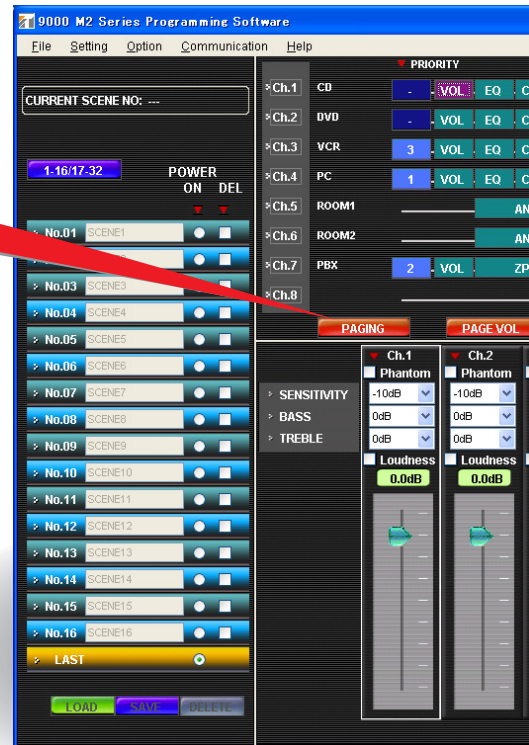 9000 M2 Series Programming Software
File Setting Option Communication Help
CURRENT SCENE NO: ---
1-16/17-32
POWER
ON DEL
No.01 SCENE1
No.03 SCENE3
No.04 SCENE4
No.05 SCENE5
No.06 SCENE6
No.07 SCENE7
No.08 SCENE8
No.09 SCENE9
No.10 SCENE10
No.11 SCENE11
No.12 SCENE12
No.13 SCENE13
No.14 SCENE14
No.15 SCENE15
No.16 SCENE16
LAST
LOAD SAVE DELETE
PRIORITY
Ch.1 CD - VOL EQ C
Ch.2 DVD - VOL EQ C
Ch.3 VCR 3 VOL EQ C
Ch.4 PC 1 VOL EQ C
Ch.5 ROOM1 AN
Ch.6 ROOM2 AN
Ch.7 PBX 2 VOL ZP
Ch.8
PAGING PAGE VOL
Ch.1 Ch.2
Phantom Phantom
SENSITIVITY -10dB -10dB
BASS 0dB 0dB
TREBLE 0dB 0dB
Loudness Loudness
0.0dB 0.0dB